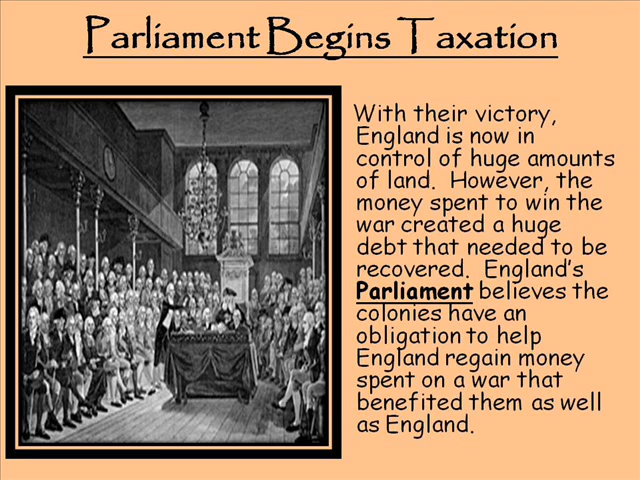 Parliament Begins Taxation
With their victory,
England is now in
control of huge amounts
of land.  However, the
money spent to win the
war created a huge
debt that needed to be
recovered.  England's
Parliament believes the
colonies have an
obligation to help
England regain money
spent on a war that
benefited them as well
as England.